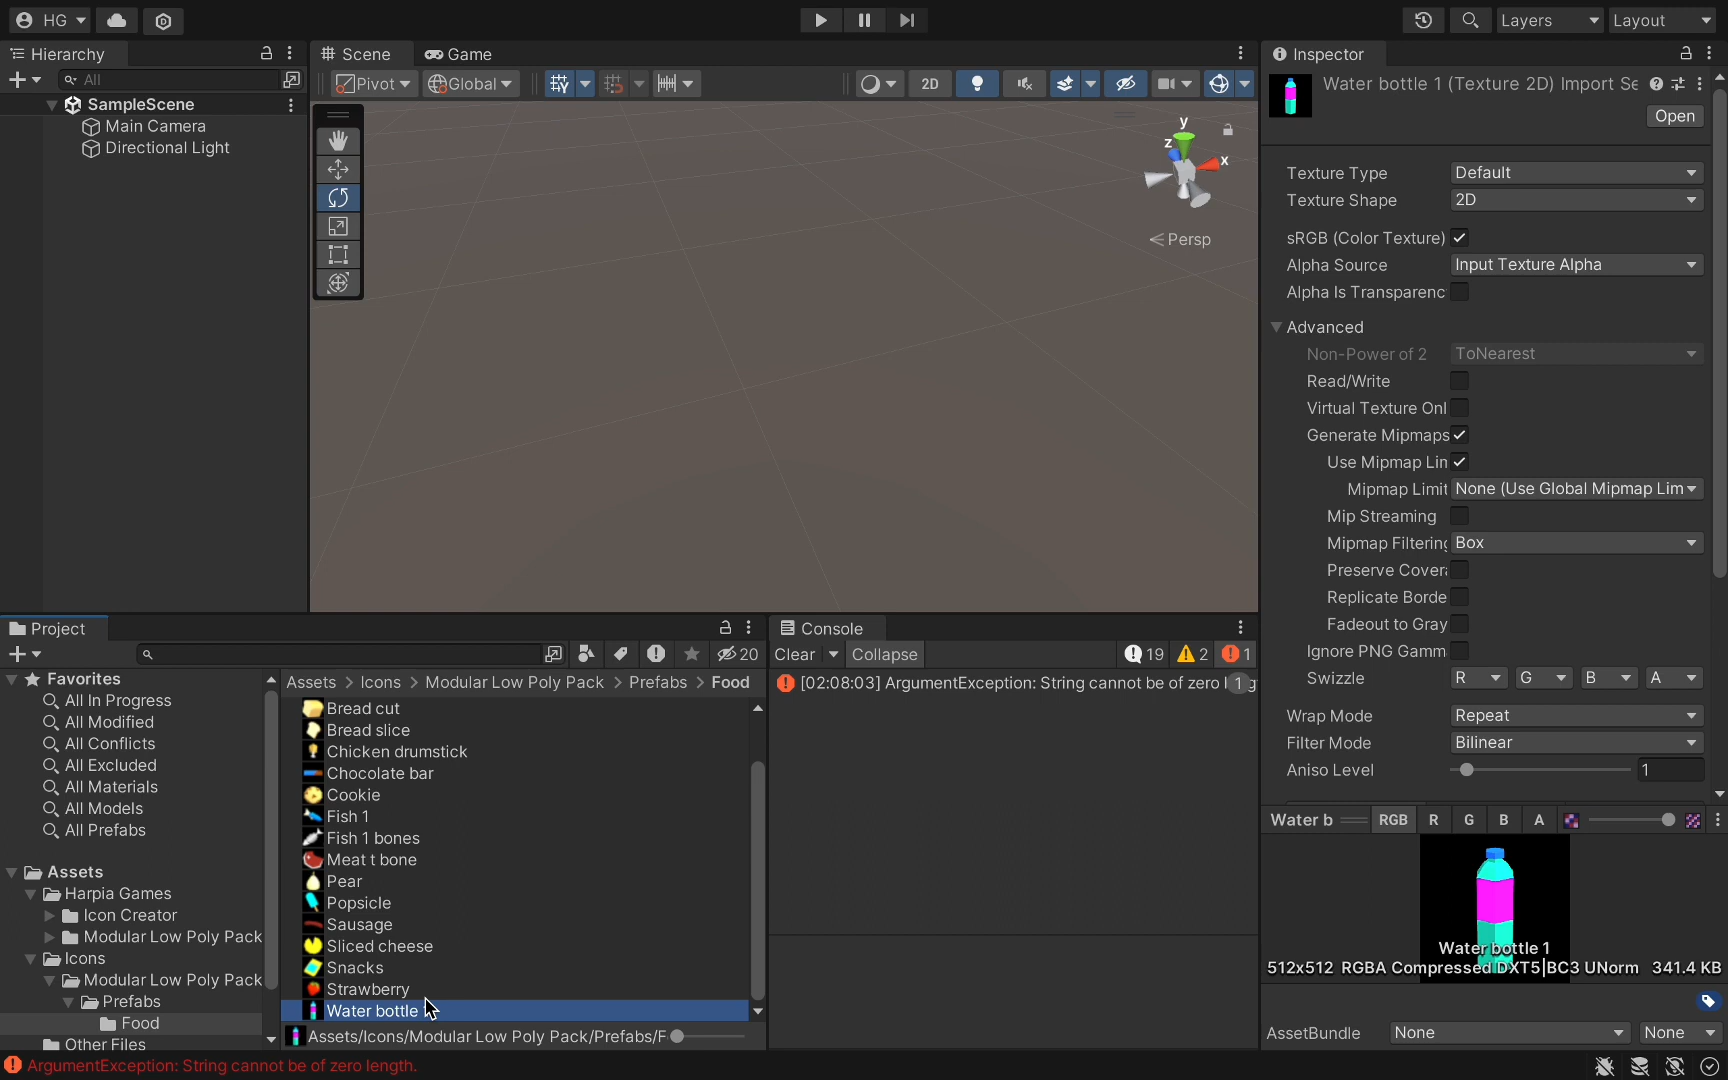 HG
Layers
Layout
Hierarchy
Scene
Game
Inspector
All
Pivot
Global
2D
Water bottle 1 (Texture 2D) Import Se
Open
SampleScene
Main Camera
Directional Light
y
z
x
Persp
Texture Type Default
Texture Shape 2D
sRGB (Color Texture)
Alpha Source Input Texture Alpha
Alpha Is Transparenc
Advanced
Non-Power of 2 ToNearest
Read/Write
Virtual Texture Onl
Generate Mipmaps
Use Mipmap Lin
Mipmap Limit None (Use Global Mipmap Lim
Mip Streaming
Mipmap Filtering Box
Preserve Cover
Replicate Borde
Fadeout to Gray
Ignore PNG Gamm
Swizzle R G B A
Wrap Mode Repeat
Filter Mode Bilinear
Aniso Level 1
Project
20
Favorites
All In Progress
All Modified
All Conflicts
All Excluded
All Materials
All Models
All Prefabs
Assets
Harpia Games
Icon Creator
Modular Low Poly Pack
Icons
Modular Low Poly Pack
Prefabs
Food
Other Files
Assets > Icons > Modular Low Poly Pack > Prefabs > Food
Bread cut
Bread slice
Chicken drumstick
Chocolate bar
Cookie
Fish 1
Fish 1 bones
Meat t bone
Pear
Popsicle
Sausage
Sliced cheese
Snacks
Strawberry
Water bottle
Assets/Icons/Modular Low Poly Pack/Prefabs/F
Console
Clear
Collapse
19
2
1
[02:08:03] ArgumentException: String cannot be of zero l
1
Water b
RGB R G B A
Water bottle 1
512x512 RGBA Compressed DXT5|BC3 UNorm 341.4 KB
AssetBundle None None
ArgumentException: String cannot be of zero length.